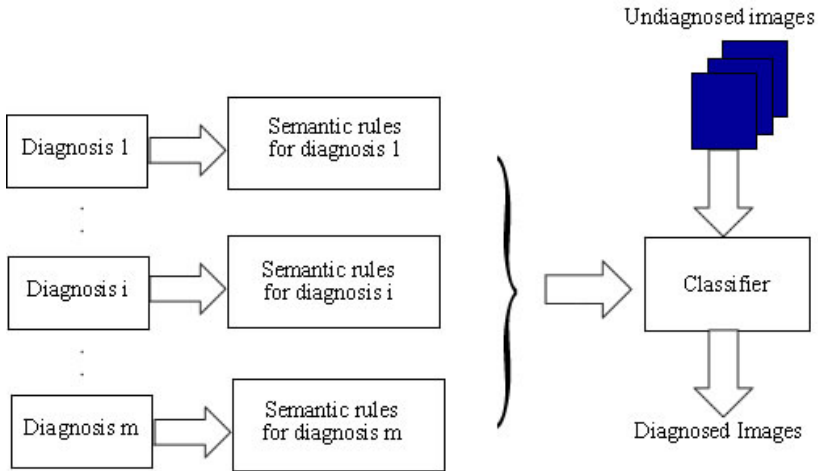 Undiagnosed images
Diagnosis 1
Semantic rules
for diagnosis 1
Diagnosis i
Semantic rules
for diagnosis i
Classifier
Diagnosis m
Semantic rules
for diagnosis m
Diagnosed Images